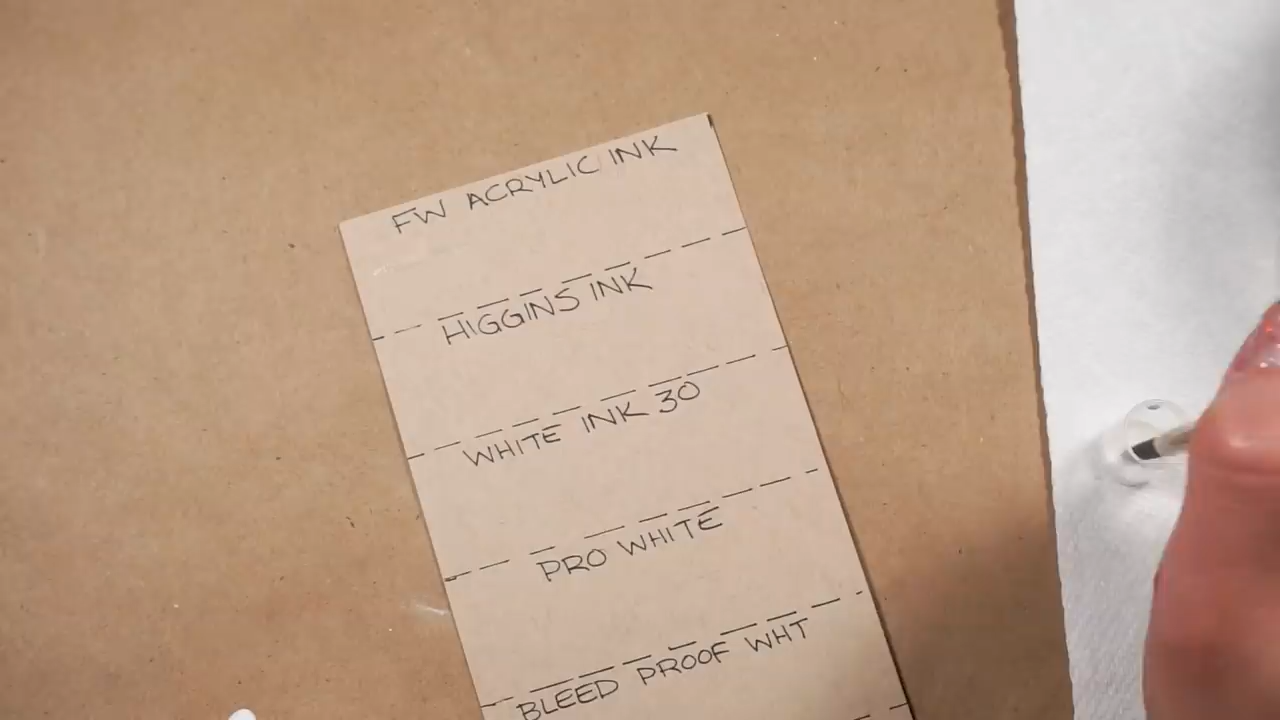 FW ACRYLIC INK
HIGGINS INK
WHITE INK 30
PRO WHITE
BLEED PROOF WHT